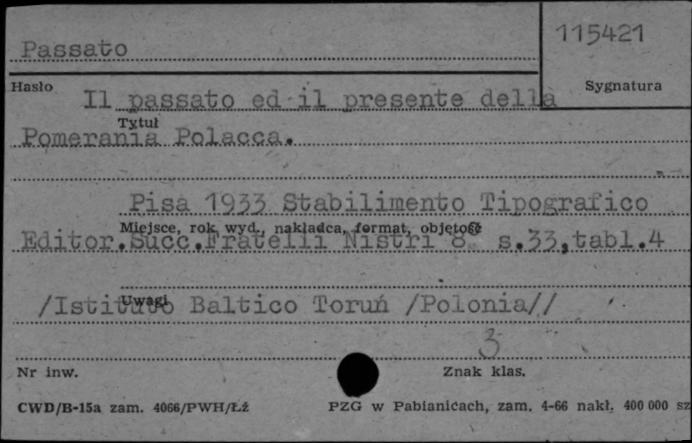 Passato
115421
Hasło
Sygnatura
Il passato ed il presente della
Tytuł
Pomerania Polacca.
Pisa 1933 Stabilimento Tipografico
Miejsce, rok wyd., nakładca, format, objętość
Editor.Succ.Fratelli Nistri 8° s.33,tabl.4
Uwagi
/Istituto Baltico Toruń /Polonia//
3
Nr inw.
Znak klas.
CWD/B-15a zam. 4066/PWH/Łż
PZG w Pabianicach, zam. 4-66 nakł. 400 000 sz